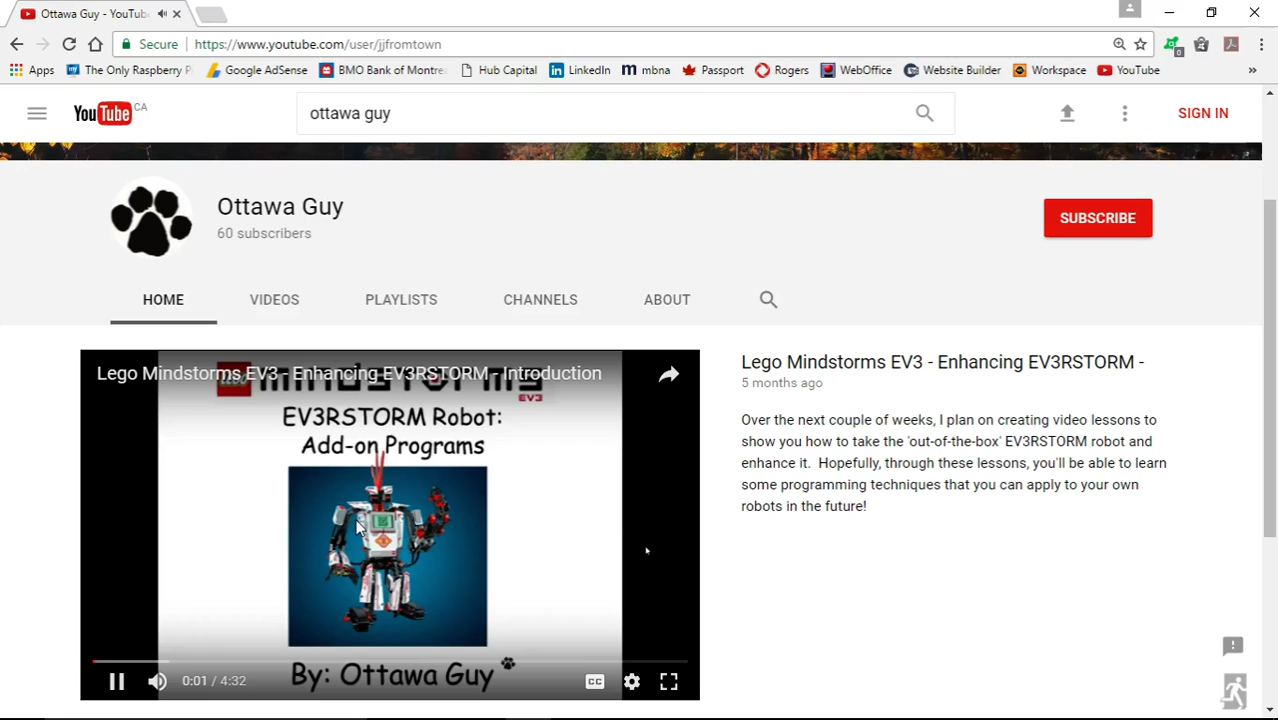 Ottawa Guy - YouTub
Secure https://www.youtube.com/user/jjfromtown
Apps The Only Raspberry P Google AdSense BMO Bank of Montre Hub Capital LinkedIn mbna Passport Rogers WebOffice Website Builder Workspace YouTube »
YouTube CA ottawa guy SIGN IN
Ottawa Guy
60 subscribers
SUBSCRIBE
HOME VIDEOS PLAYLISTS CHANNELS ABOUT
Lego Mindstorms EV3 - Enhancing EV3RSTORM - Introduction
LEGO mindstorms EV3
EV3RSTORM Robot:
Add-on Programs
By: Ottawa Guy
0:01 / 4:32 CC
Lego Mindstorms EV3 - Enhancing EV3RSTORM -
5 months ago
Over the next couple of weeks, I plan on creating video lessons to
show you how to take the 'out-of-the-box' EV3RSTORM robot and
enhance it. Hopefully, through these lessons, you'll be able to learn
some programming techniques that you can apply to your own
robots in the future!